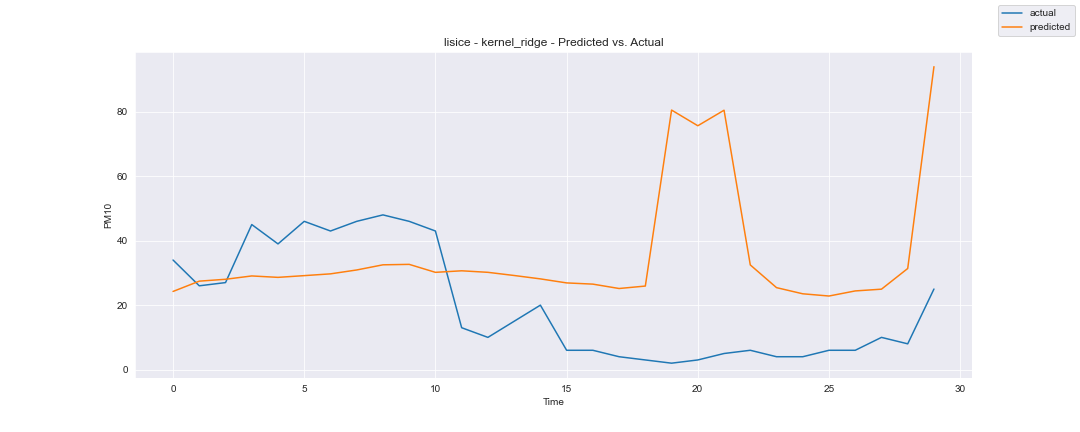 actual
predicted
lisice - kernel_ridge - Predicted vs. Actual
80
60
40
20
0
PM10
0 5 10 15 20 25 30
Time